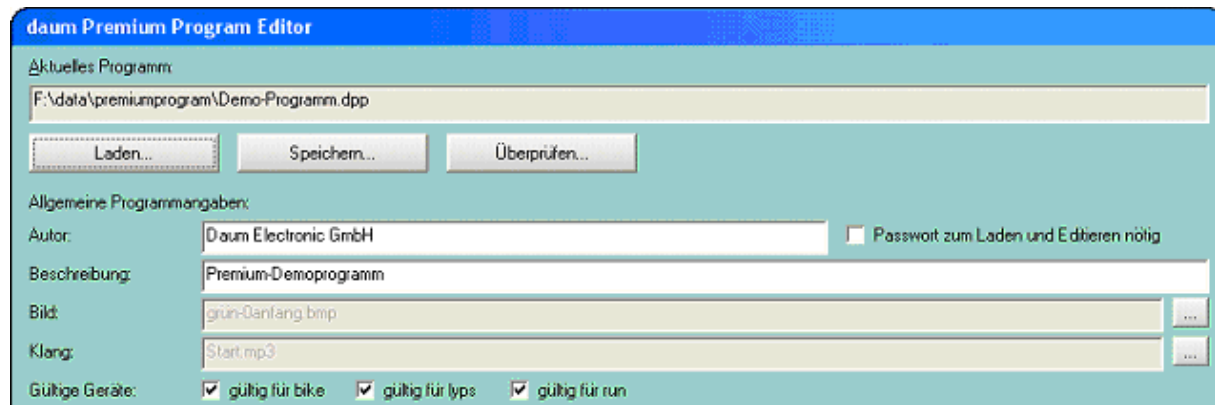 daum Premium Program Editor
Aktuelles Programm:
F:\data\premiumprogram\Demo-Programm.dpp
Laden... Speichern... Überprüfen...
Allgemeine Programmangaben:
Autor: Daum Electronic GmbH Passwort zum Laden und Editieren nötig
Beschreibung: Premium-Demoprogramm
Bild: grün-0anfang.bmp ...
Klang: Start.mp3 ...
Gültige Geräte: gültig für bike gültig für lyps gültig für run